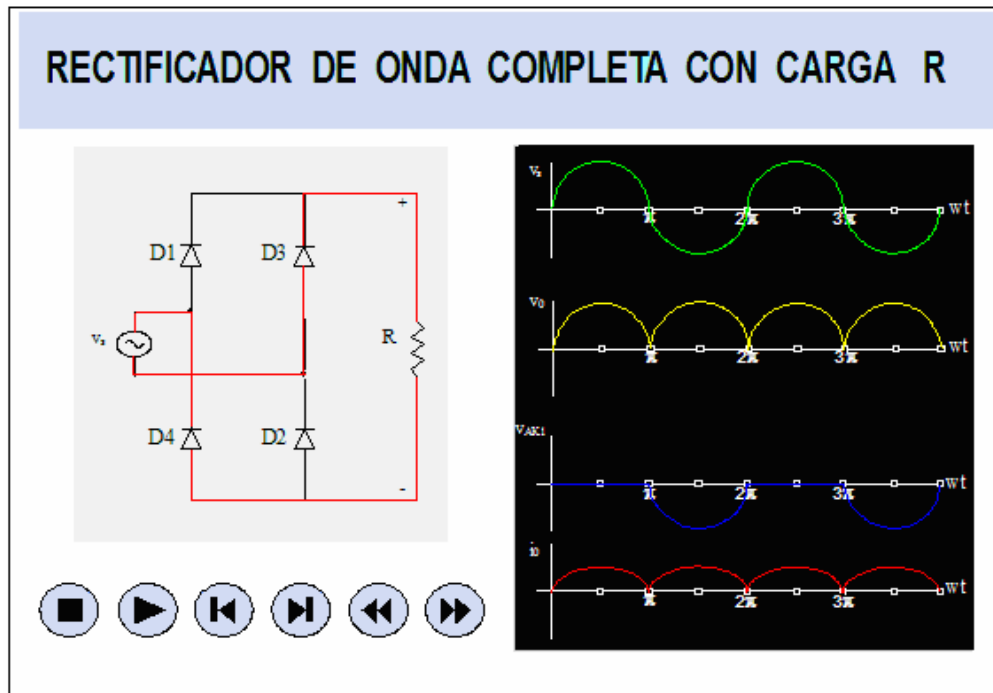 RECTIFICADOR DE ONDA COMPLETA CON CARGA R
D1
D3
+
vs
R
D4
D2
-
vs
π
2π
3π
wt
v0
π
2π
3π
wt
VAK1
π
2π
3π
wt
i0
π
2π
3π
wt